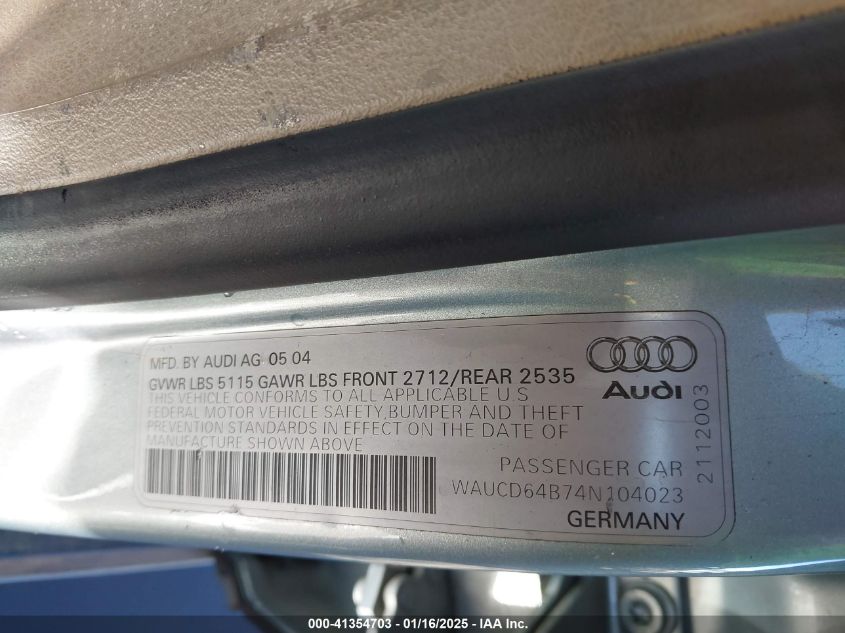 MFD. BY AUDI AG 05 04
GVWR LBS 5115 GAWR LBS FRONT 2712/REAR 2535
THIS VEHICLE CONFORMS TO ALL APPLICABLE U.S
FEDERAL MOTOR VEHICLE SAFETY,BUMPER AND THEFT
PREVENTION STANDARDS IN EFFECT ON THE DATE OF
MANUFACTURE SHOWN ABOVE
Audi
2112003
PASSENGER CAR
WAUCD64B74N104023
GERMANY
000-41354703 - 01/16/2025 - IAA Inc.